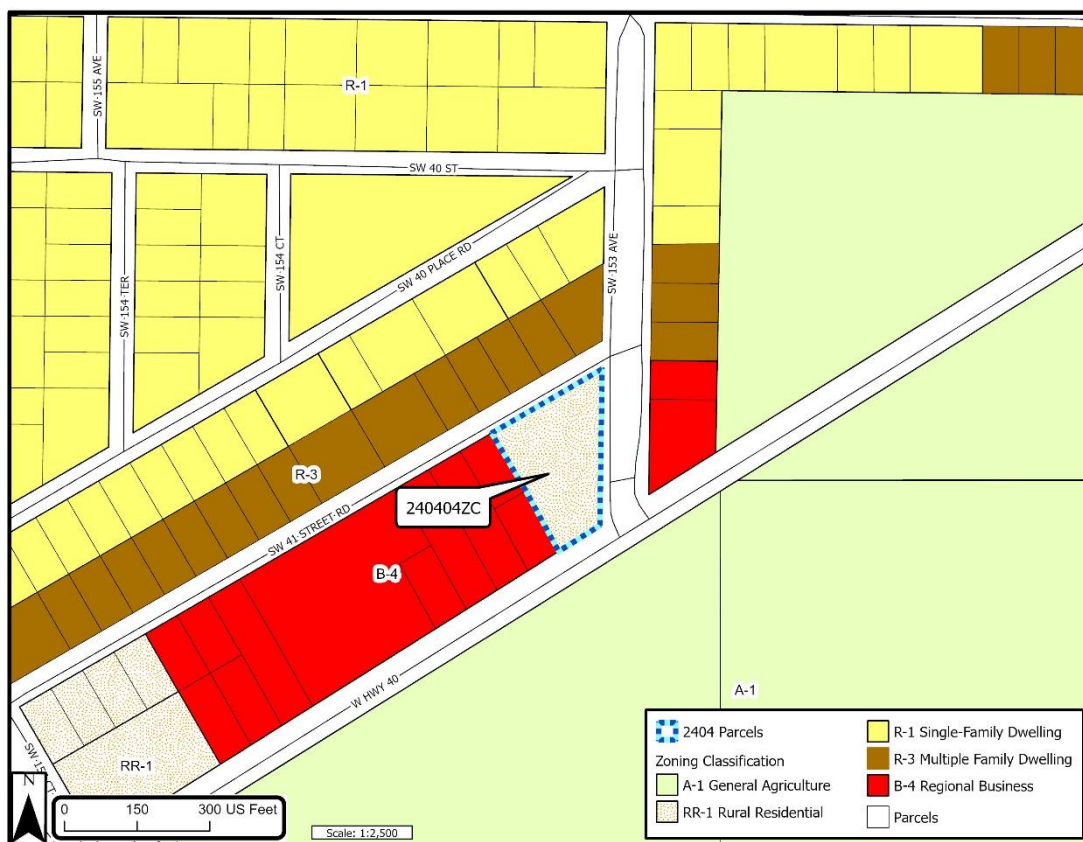 R-1
SW 155 AVE
SW 40 ST
SW 154 TER
SW 154 CT
SW 40 PLACE RD
SW 153 AVE
R-3
240404ZC
SW 41 STREET RD
B-4
W HWY 40
A-1
RR-1
N
0 150 300 US Feet
Scale: 1:2,500
2404 Parcels
Zoning Classification
A-1 General Agriculture
RR-1 Rural Residential
R-1 Single-Family Dwelling
R-3 Multiple Family Dwelling
B-4 Regional Business
Parcels